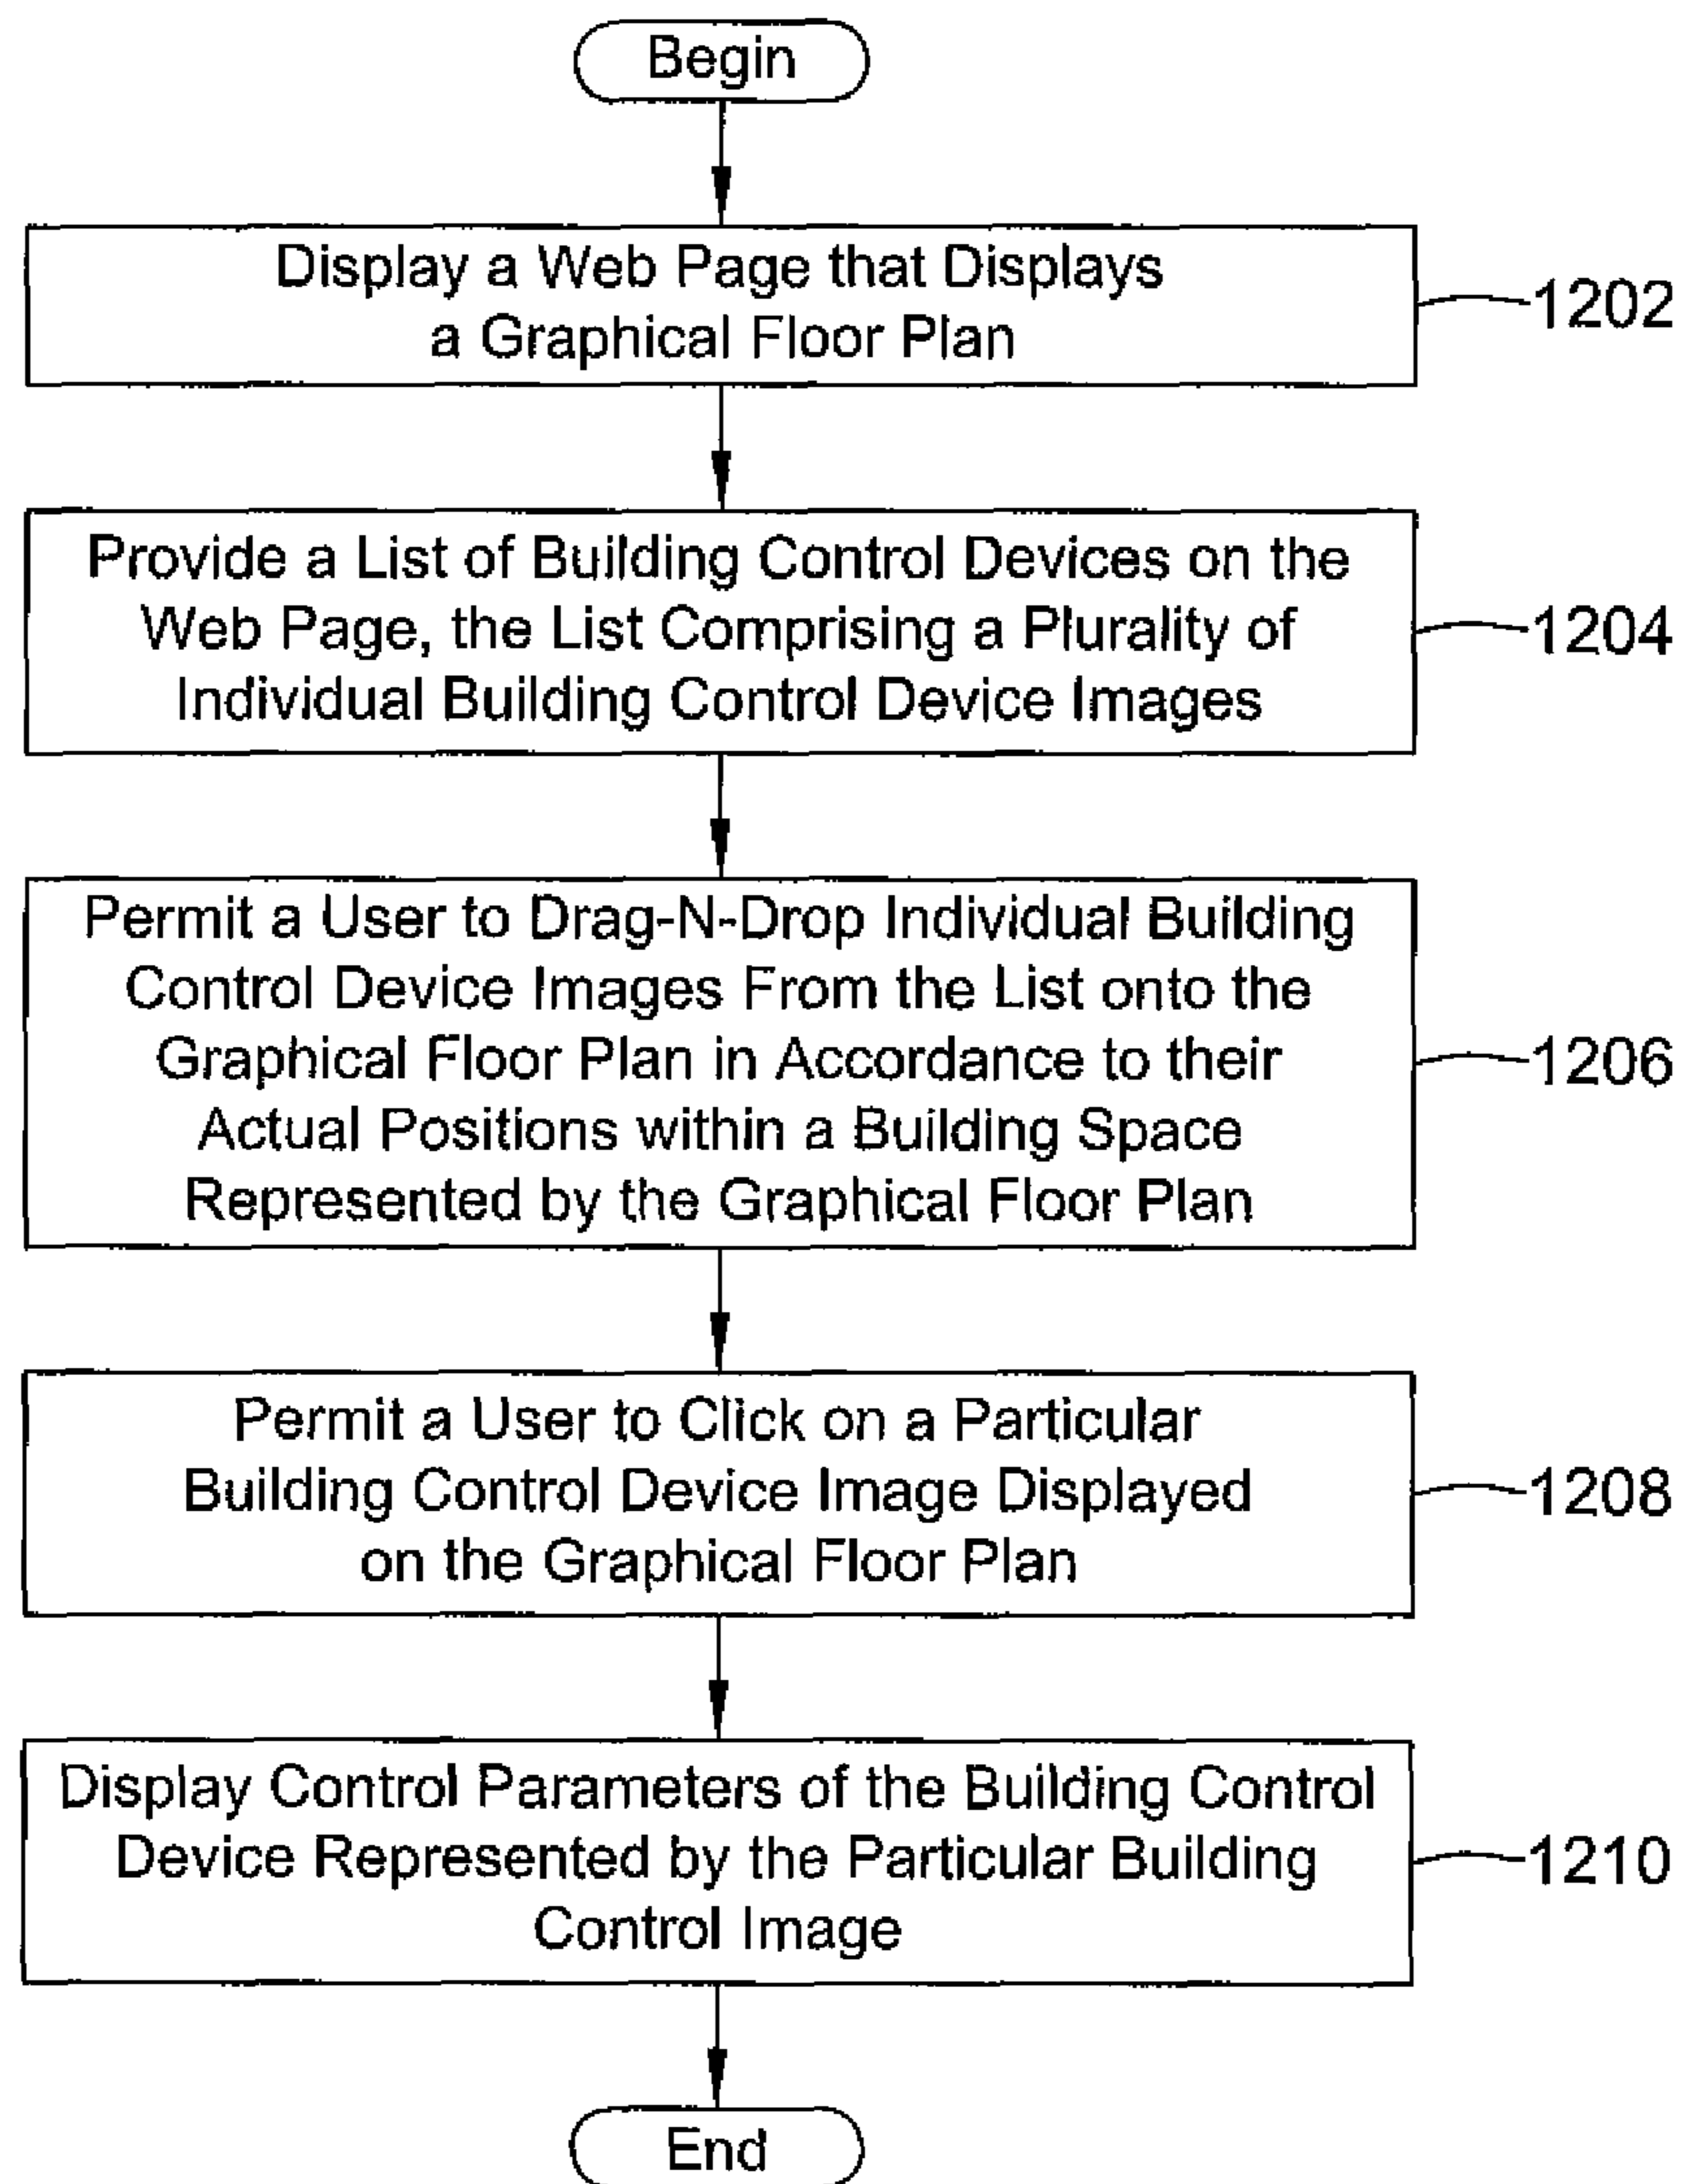 Begin
Display a Web Page that Displays
a Graphical Floor Plan
1202
Provide a List of Building Control Devices on the
Web Page, the List Comprising a Plurality of
Individual Building Control Device Images
1204
Permit a User to Drag-N-Drop Individual Building
Control Device Images From the List onto the
Graphical Floor Plan in Accordance to their
Actual Positions within a Building Space
Represented by the Graphical Floor Plan
1206
Permit a User to Click on a Particular
Building Control Device Image Displayed
on the Graphical Floor Plan
1208
Display Control Parameters of the Building Control
Device Represented by the Particular Building
Control Image
1210
End